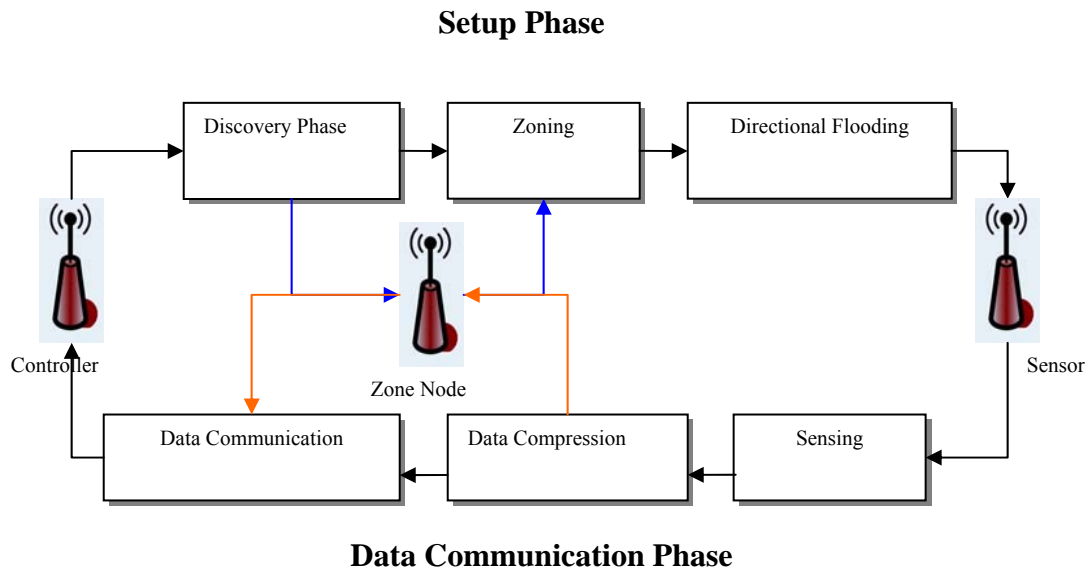 Setup Phase
Discovery Phase
Zoning
Directional Flooding
Controller
Zone Node
Sensor
Data Communication
Data Compression
Sensing
Data Communication Phase